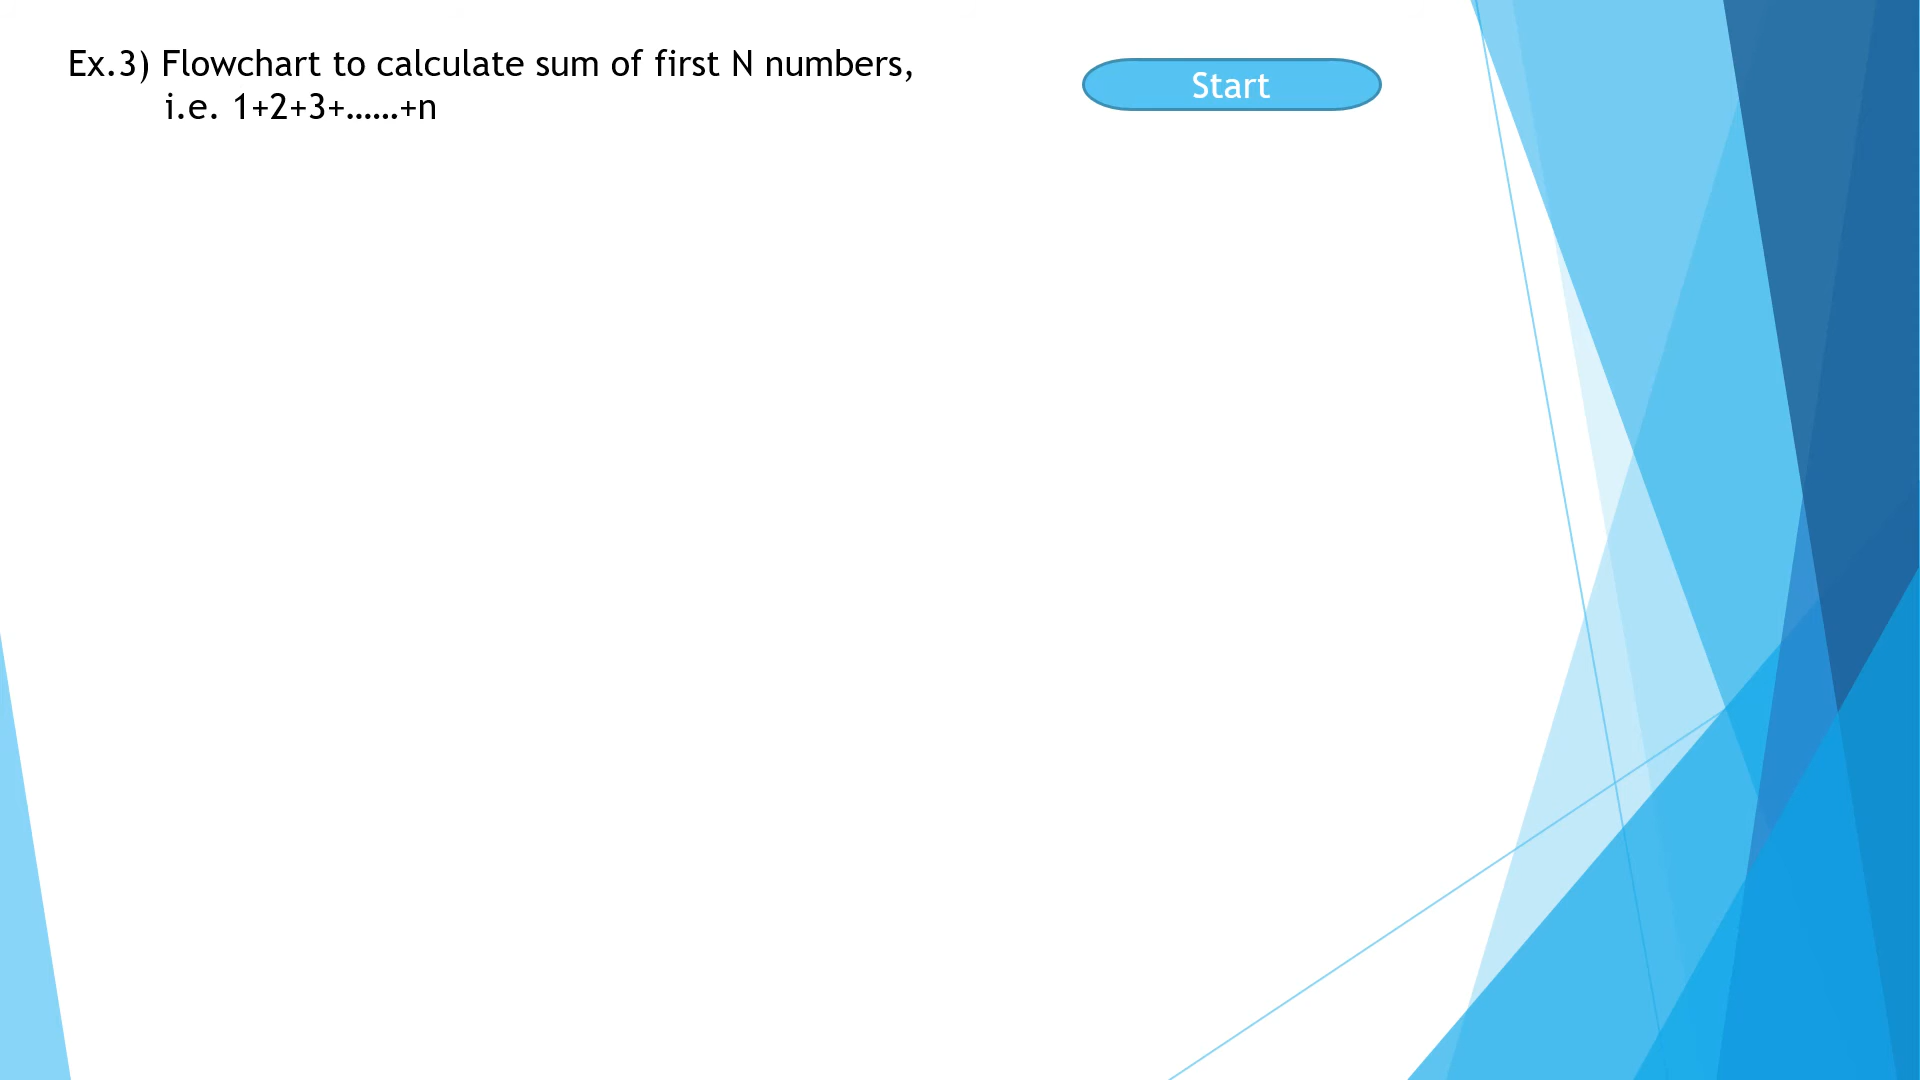 Ex.3) Flowchart to calculate sum of first N numbers,
i.e. 1+2+3+……+n
Start